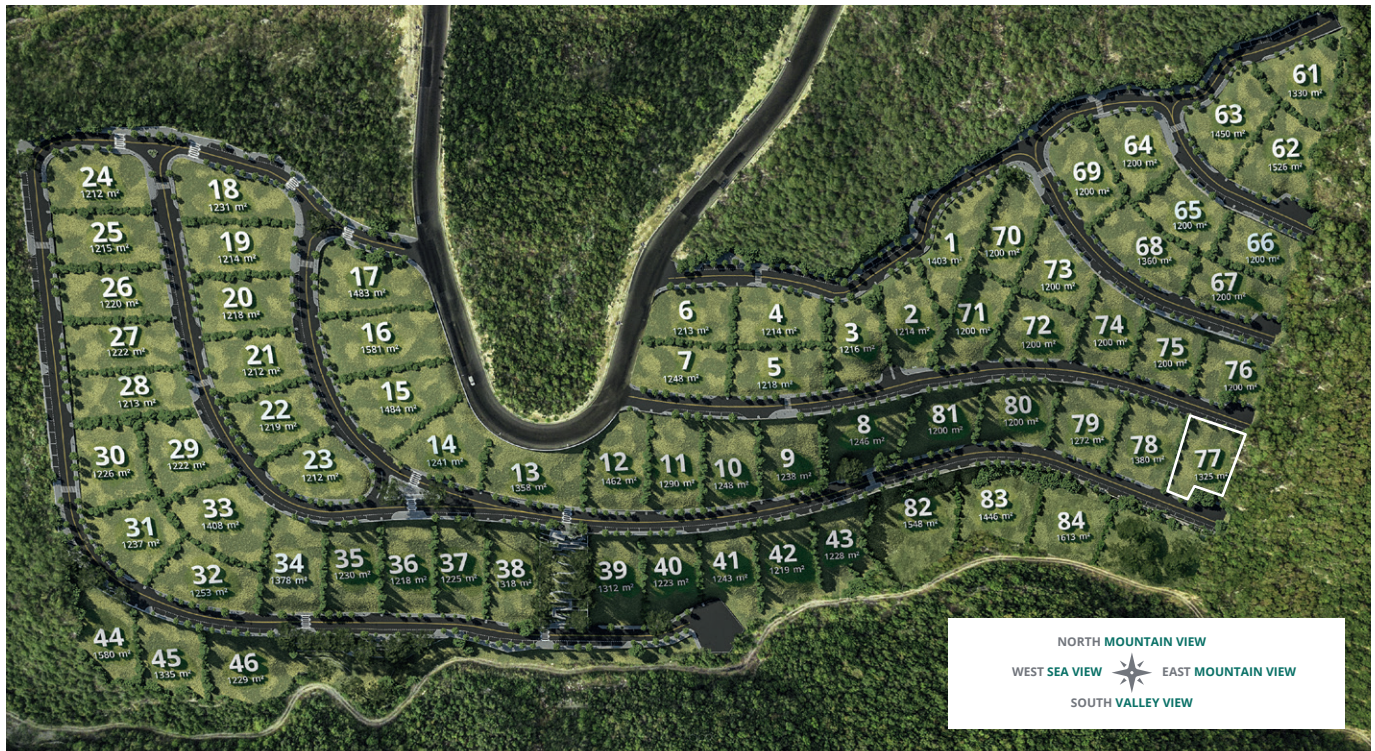 61
1330 m²
63
1450 m²
62
1526 m²
64
1200 m²
69
1200 m²
65
1200 m²
66
1200 m²
68
1360 m²
67
1200 m²
24
1212 m²
18
1231 m²
25
1215 m²
19
1214 m²
17
1483 m²
26
1220 m²
20
1218 m²
27
1222 m²
16
1581 m²
21
1212 m²
28
1213 m²
15
1484 m²
22
1219 m²
30
1226 m²
29
1222 m²
23
1212 m²
14
1241 m²
13
1358 m²
33
1408 m²
31
1237 m²
32
1253 m²
34
1378 m²
35
1230 m²
36
1218 m²
37
1225 m²
38
318 m²
44
1580 m²
45
1335 m²
46
1229 m²
1
1403 m²
70
1200 m²
73
1200 m²
6
1213 m²
4
1214 m²
3
1216 m²
2
1214 m²
71
1200 m²
72
1200 m²
74
1200 m²
75
1200 m²
76
1200 m²
7
1248 m²
5
1218 m²
12
1462 m²
11
1290 m²
10
1248 m²
9
1238 m²
8
1246 m²
81
1200 m²
80
1200 m²
79
1272 m²
78
1380 m²
77
1325 m²
39
1312 m²
40
1223 m²
41
1243 m²
42
1219 m²
43
1228 m²
82
1548 m²
83
1446 m²
84
1613 m²
NORTH MOUNTAIN VIEW
WEST SEA VIEW EAST MOUNTAIN VIEW
SOUTH VALLEY VIEW